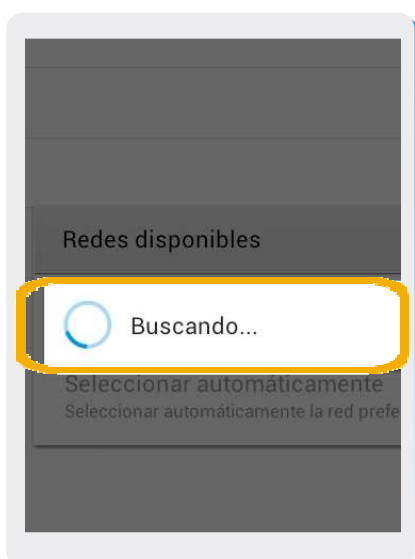 Redes disponibles
Buscando...
Seleccionar automáticamente
Seleccionar automáticamente la red prefe